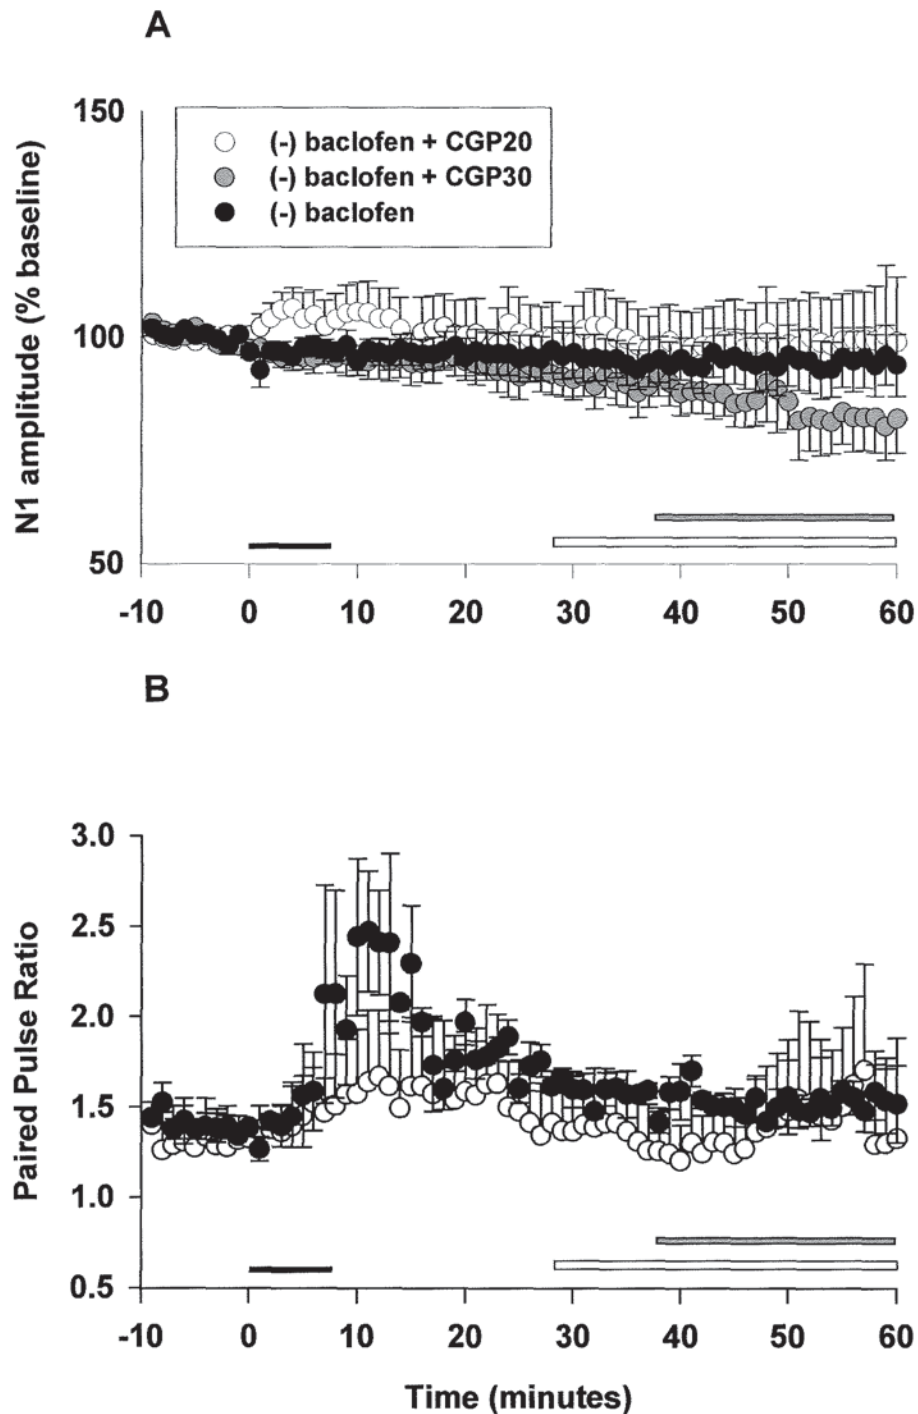 A
N1 amplitude (% baseline)
150
100
50
(-) baclofen + CGP20
(-) baclofen + CGP30
(-) baclofen
-10 0 10 20 30 40 50 60
B
Paired Pulse Ratio
3.0
2.5
2.0
1.5
1.0
0.5
-10 0 10 20 30 40 50 60
Time (minutes)